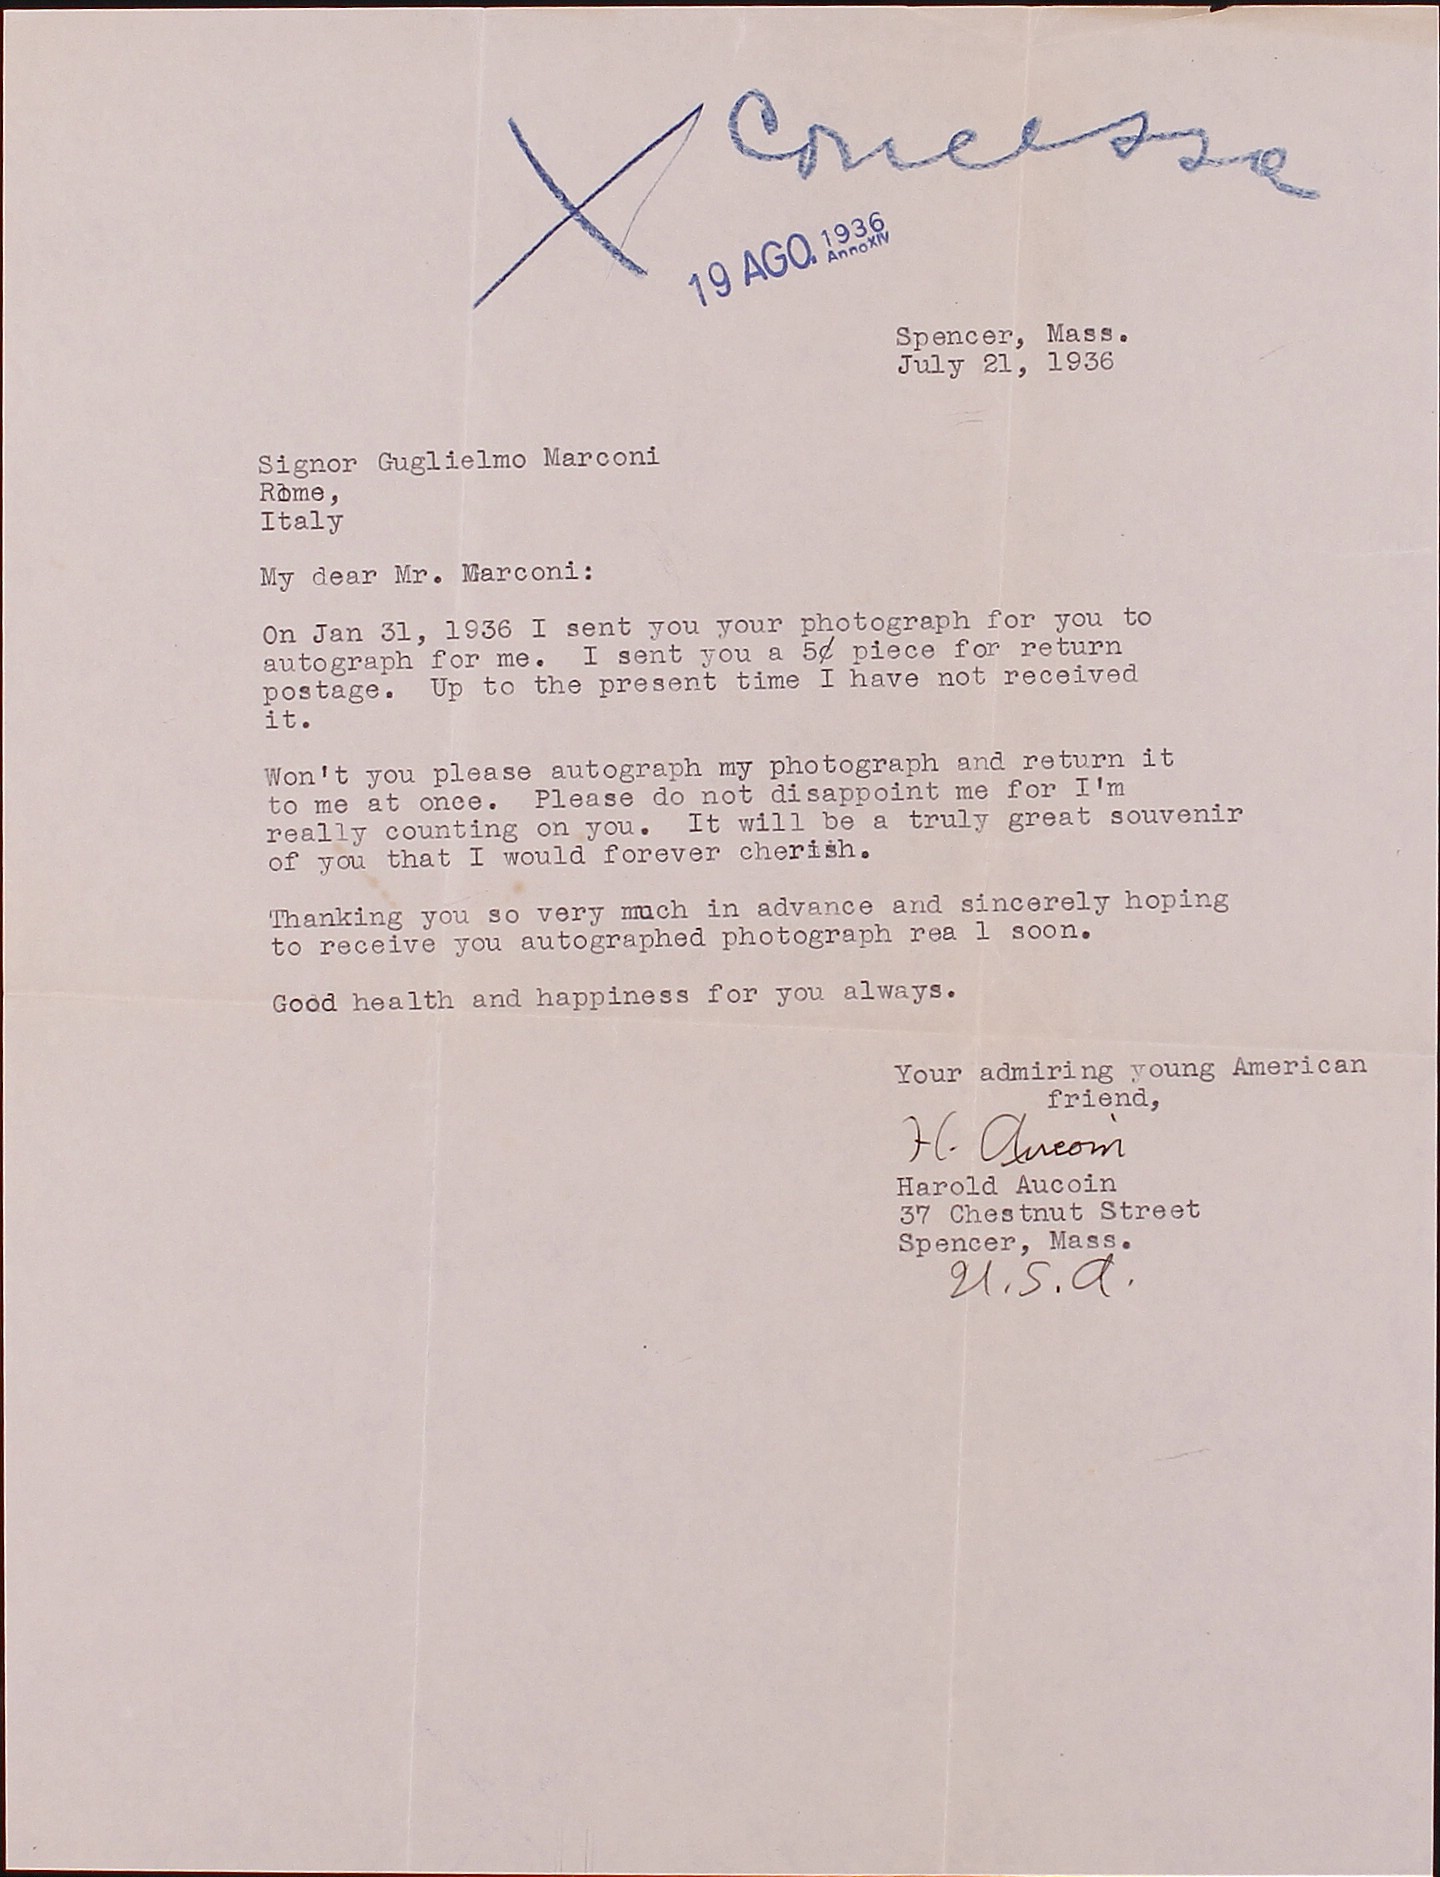 X Concessa
19 AGO. 1936
Anno XIV
Spencer, Mass.
July 21, 1936
Signor Guglielmo Marconi
Rome,
Italy
My dear Mr. Marconi:
On Jan 31, 1936 I sent you your photograph for you to
autograph for me. I sent you a 5¢ piece for return
postage. Up to the present time I have not received
it.
Won't you please autograph my photograph and return it
to me at once. Please do not disappoint me for I'm
really counting on you. It will be a truly great souvenir
of you that I would forever cherish.
Thanking you so very much in advance and sincerely hoping
to receive you autographed photograph rea l soon.
Good health and happiness for you always.
Your admiring young American
friend,
H. Aucoin
Harold Aucoin
37 Chestnut Street
Spencer, Mass.
U.S.A.